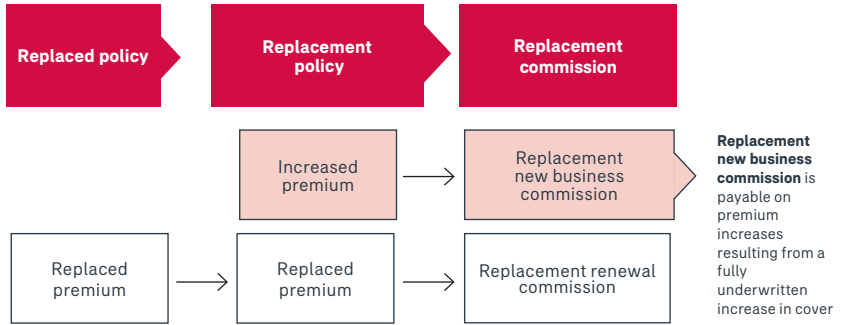 Replaced policy
Replacement
policy
Replacement
commission
Increased
premium
Replacement
new business
commission
Replacement
new business
commission is
payable on
premium
increases
resulting from a
fully
underwritten
increase in cover
Replaced
premium
Replaced
premium
Replacement renewal
commission